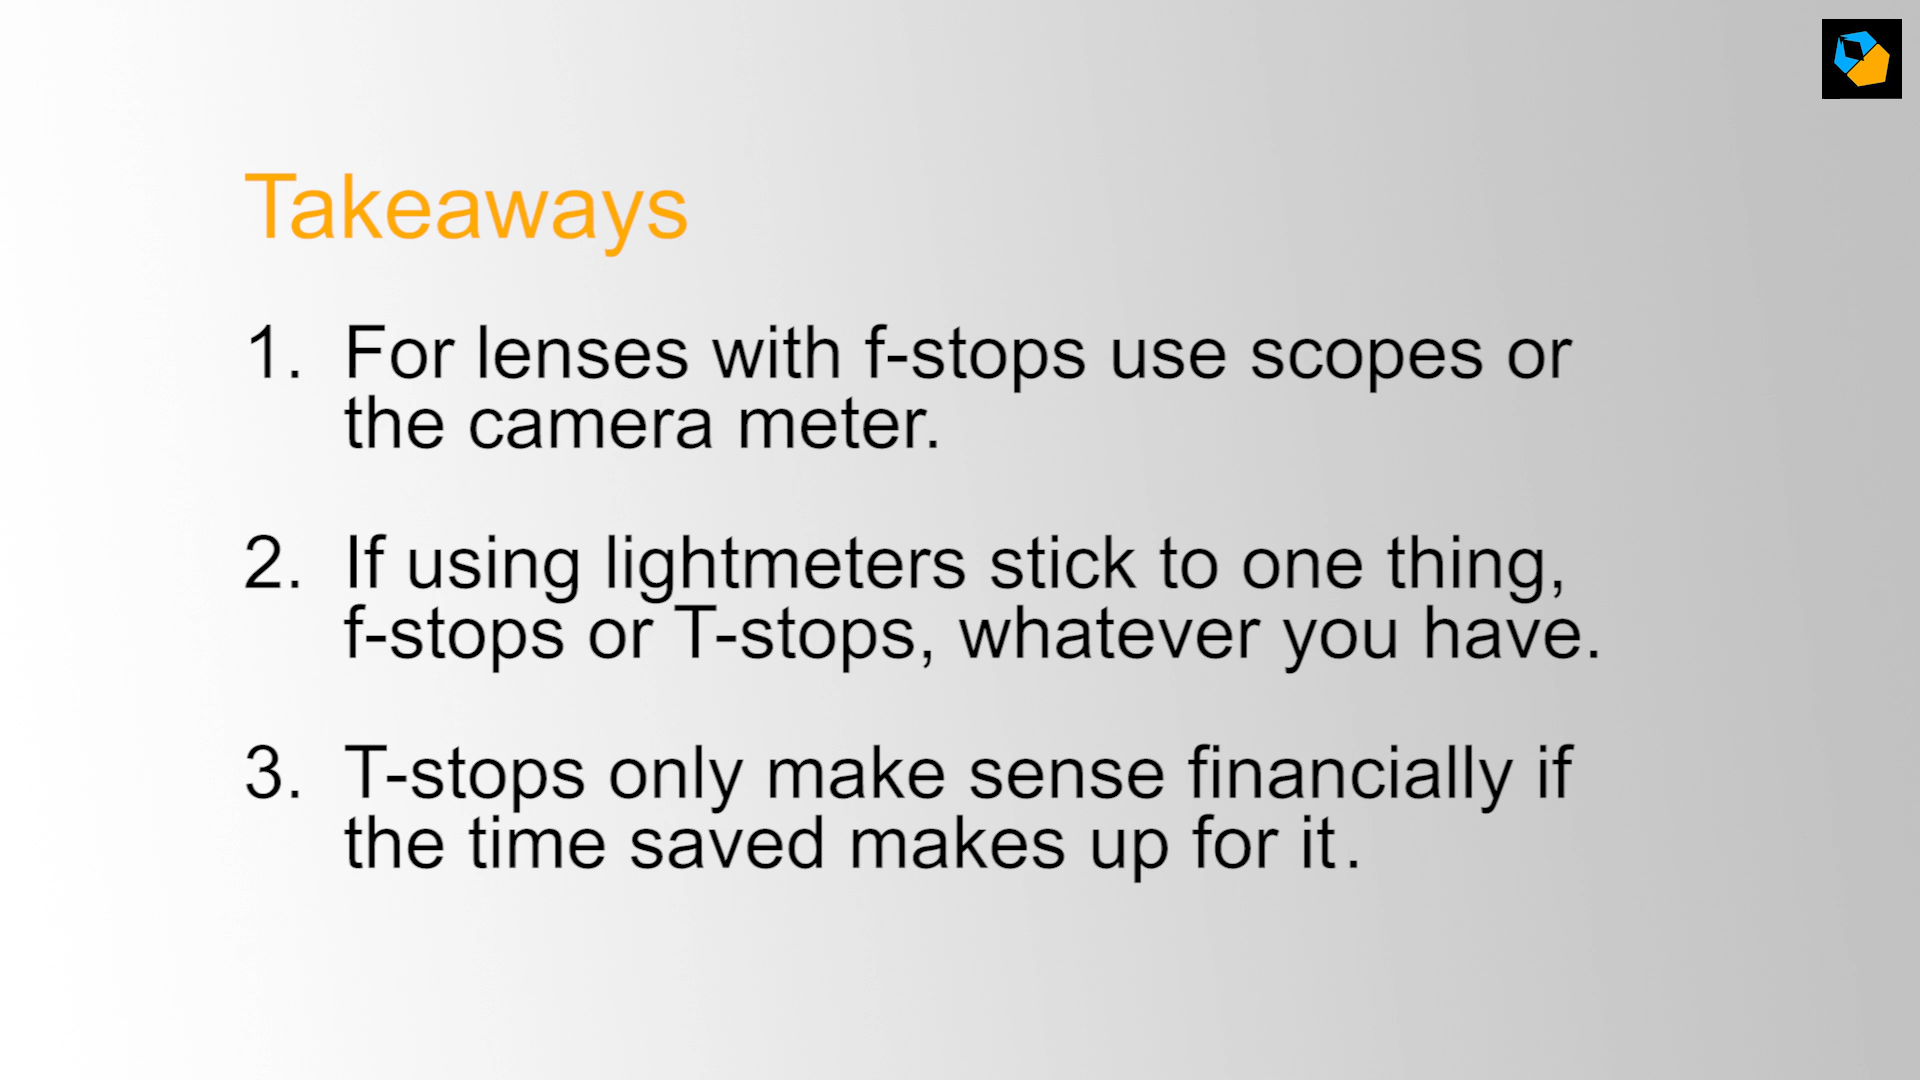 Takeaways
1. For lenses with f-stops use scopes or
the camera meter.
2. If using lightmeters stick to one thing,
f-stops or T-stops, whatever you have.
3. T-stops only make sense financially if
the time saved makes up for it.